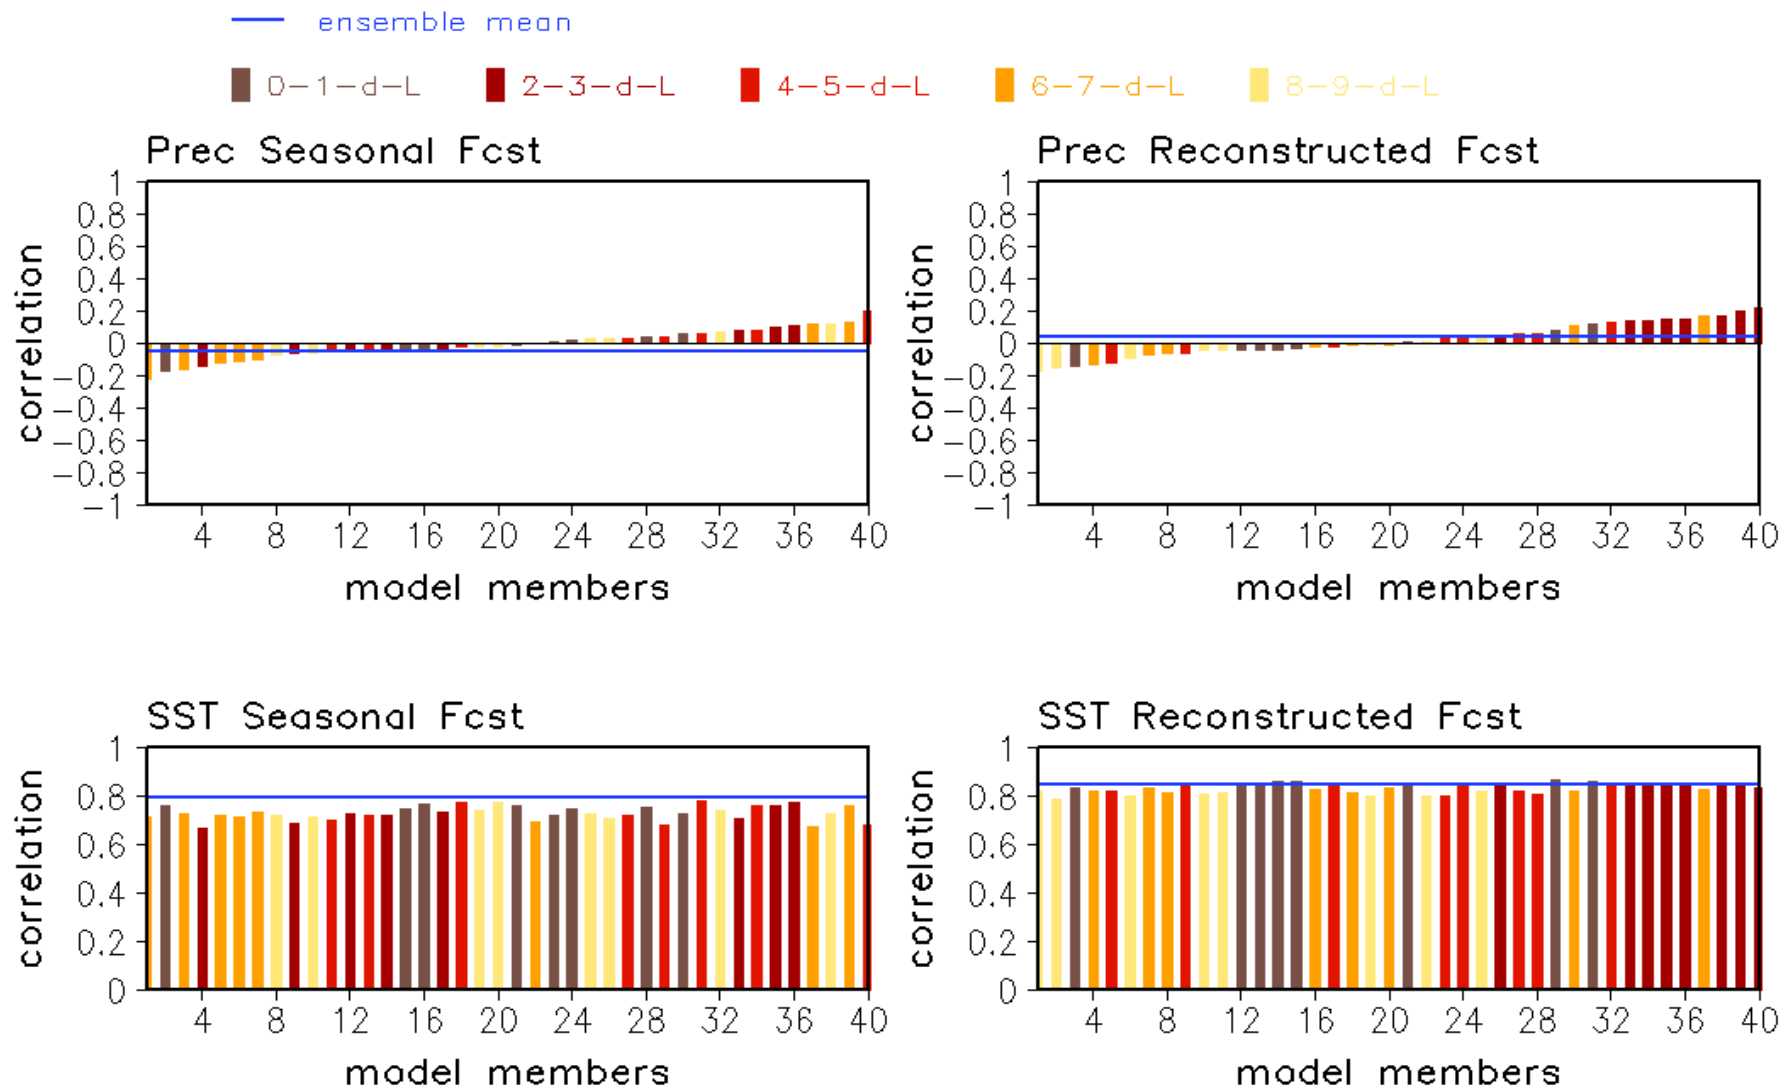 ensemble mean
0-1-d-L 2-3-d-L 4-5-d-L 6-7-d-L 8-9-d-L
Prec Seasonal Fcst
correlation
1
0.8
0.6
0.4
0.2
0
-0.2
-0.4
-0.6
-0.8
-1
4 8 12 16 20 24 28 32 36 40
model members
Prec Reconstructed Fcst
correlation
1
0.8
0.6
0.4
0.2
0
-0.2
-0.4
-0.6
-0.8
-1
4 8 12 16 20 24 28 32 36 40
model members
SST Seasonal Fcst
correlation
1
0.8
0.6
0.4
0.2
0
4 8 12 16 20 24 28 32 36 40
model members
SST Reconstructed Fcst
correlation
1
0.8
0.6
0.4
0.2
0
4 8 12 16 20 24 28 32 36 40
model members